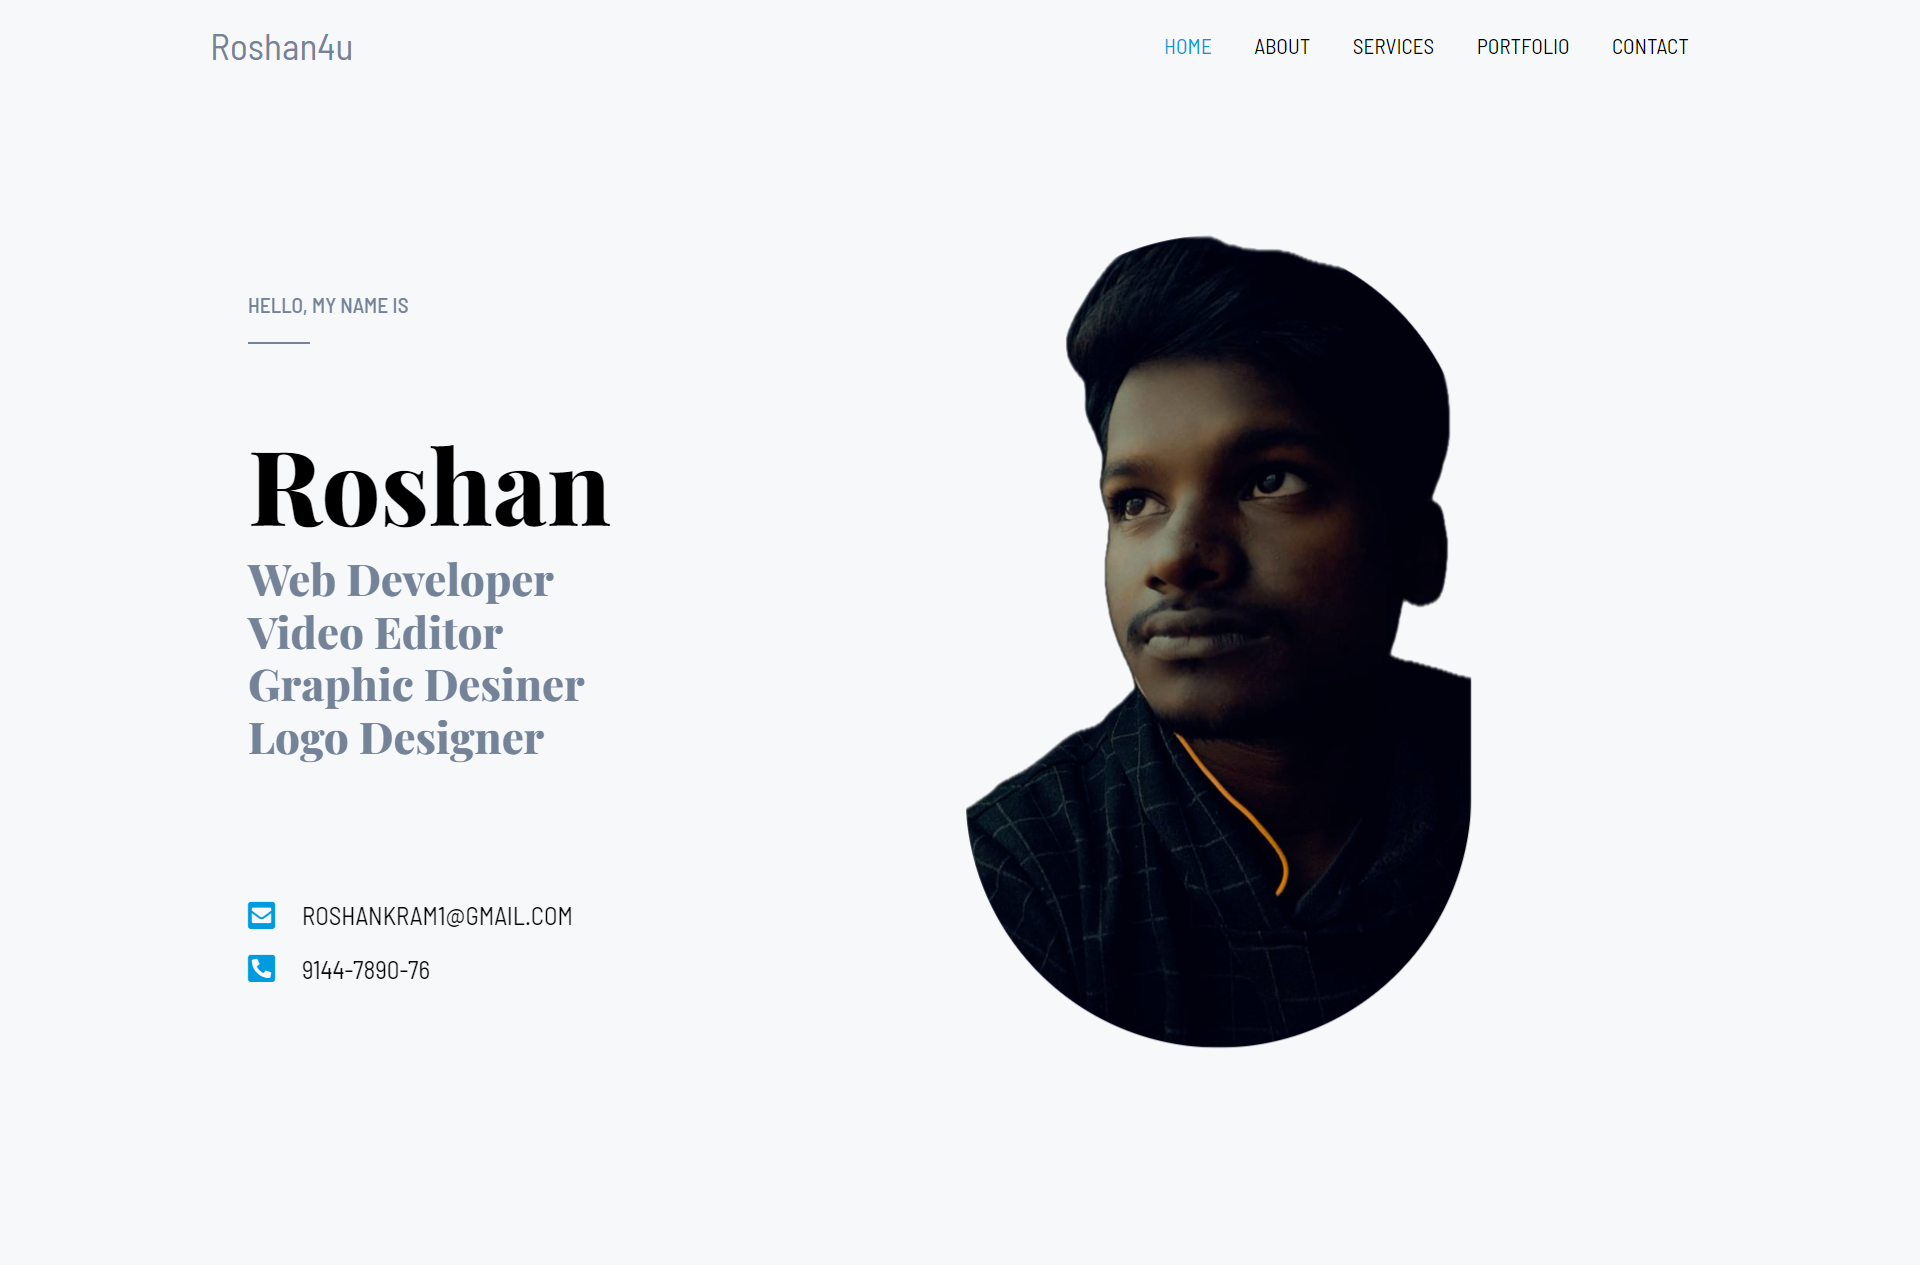 Roshan4u
HOME ABOUT SERVICES PORTFOLIO CONTACT
HELLO, MY NAME IS
Roshan
Web Developer
Video Editor
Graphic Desiner
Logo Designer
ROSHANKRAM1@GMAIL.COM
9144-7890-76